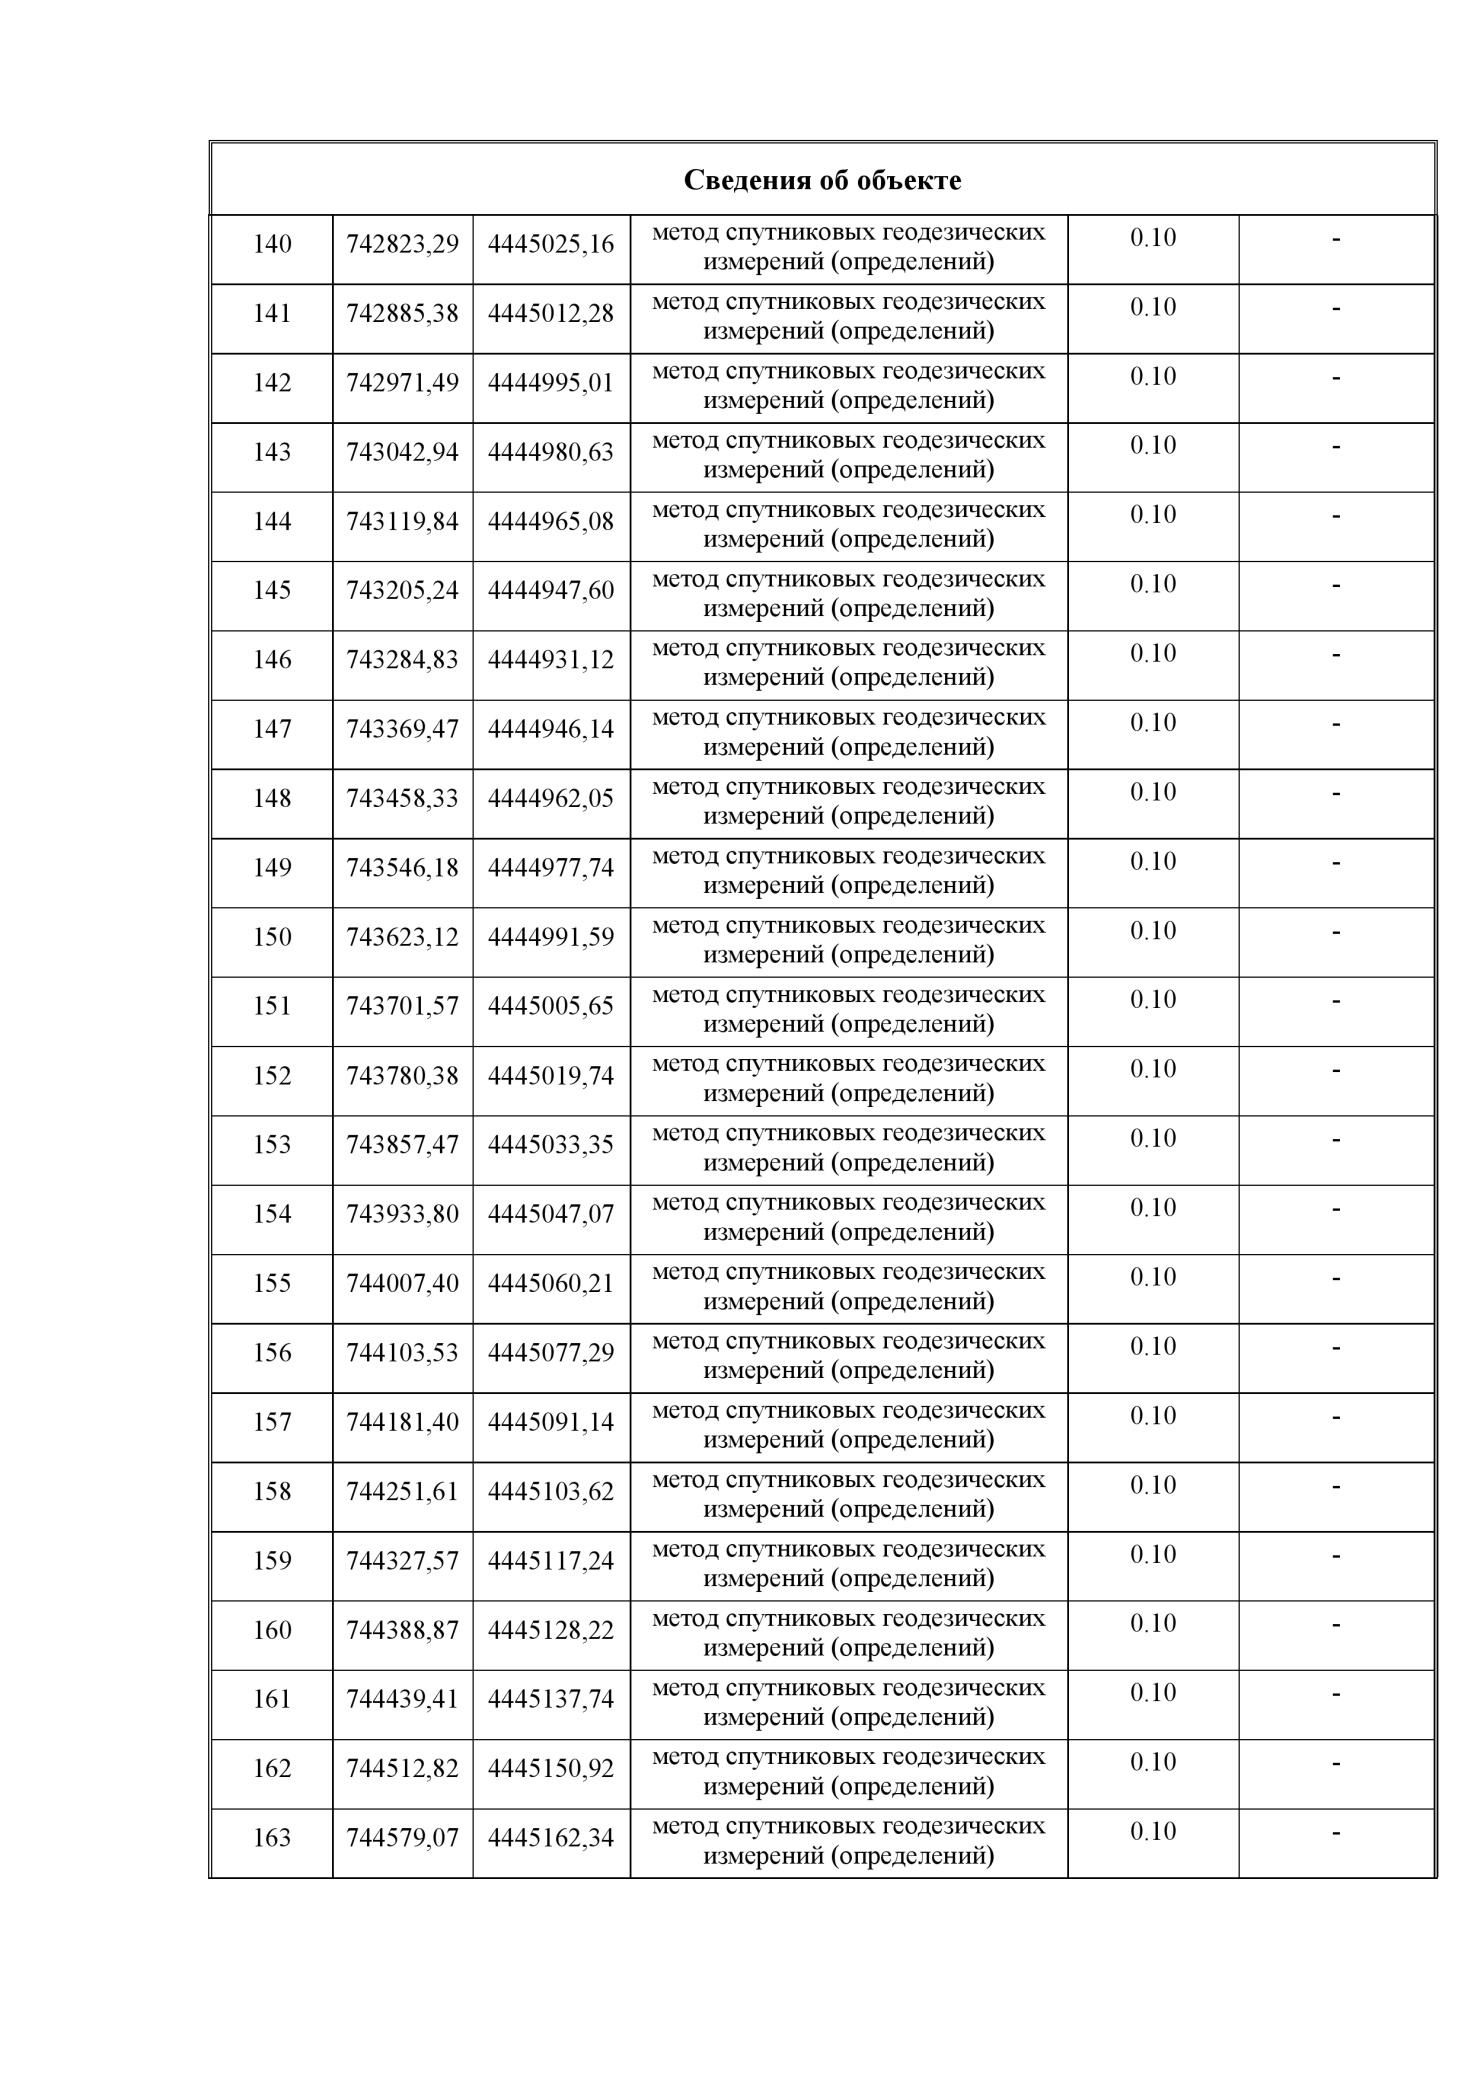 Сведения об объекте
140 742823,29 4445025,16 метод спутниковых геодезических 0.10 -
измерений (определений)
141 742885,38 4445012,28 метод спутниковых геодезических 0.10 -
измерений (определений)
142 742971,49 4444995,01 метод спутниковых геодезических 0.10 -
измерений (определений)
143 743042,94 4444980,63 метод спутниковых геодезических 0.10 -
измерений (определений)
144 743119,84 4444965,08 метод спутниковых геодезических 0.10 -
измерений (определений)
145 743205,24 4444947,60 метод спутниковых геодезических 0.10 -
измерений (определений)
146 743284,83 4444931,12 метод спутниковых геодезических 0.10 -
измерений (определений)
147 743369,47 4444946,14 метод спутниковых геодезических 0.10 -
измерений (определений)
148 743458,33 4444962,05 метод спутниковых геодезических 0.10 -
измерений (определений)
149 743546,18 4444977,74 метод спутниковых геодезических 0.10 -
измерений (определений)
150 743623,12 4444991,59 метод спутниковых геодезических 0.10 -
измерений (определений)
151 743701,57 4445005,65 метод спутниковых геодезических 0.10 -
измерений (определений)
152 743780,38 4445019,74 метод спутниковых геодезических 0.10 -
измерений (определений)
153 743857,47 4445033,35 метод спутниковых геодезических 0.10 -
измерений (определений)
154 743933,80 4445047,07 метод спутниковых геодезических 0.10 -
измерений (определений)
155 744007,40 4445060,21 метод спутниковых геодезических 0.10 -
измерений (определений)
156 744103,53 4445077,29 метод спутниковых геодезических 0.10 -
измерений (определений)
157 744181,40 4445091,14 метод спутниковых геодезических 0.10 -
измерений (определений)
158 744251,61 4445103,62 метод спутниковых геодезических 0.10 -
измерений (определений)
159 744327,57 4445117,24 метод спутниковых геодезических 0.10 -
измерений (определений)
160 744388,87 4445128,22 метод спутниковых геодезических 0.10 -
измерений (определений)
161 744439,41 4445137,74 метод спутниковых геодезических 0.10 -
измерений (определений)
162 744512,82 4445150,92 метод спутниковых геодезических 0.10 -
измерений (определений)
163 744579,07 4445162,34 метод спутниковых геодезических 0.10 -
измерений (определений)